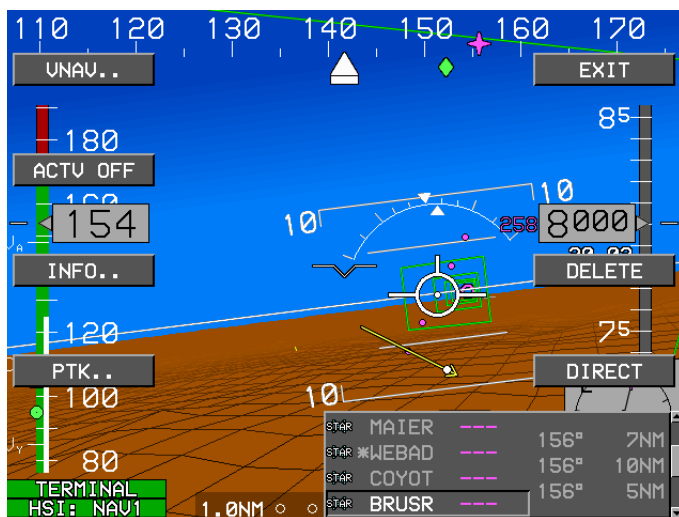 110 120 130 140 150 160 170
VNAV..
EXIT
85
180
ACTV OFF
160
10
10
154
258
8000
INFO..
DELETE
120
75
PTK..
DIRECT
100
10
STAR MAIER ---
156° 7NM
STAR *WEBAD ---
80
156° 10NM
STAR COYOT ---
TERMINAL
156° 5NM
HSI: NAV1
1.0NM
STAR BRUSR ---